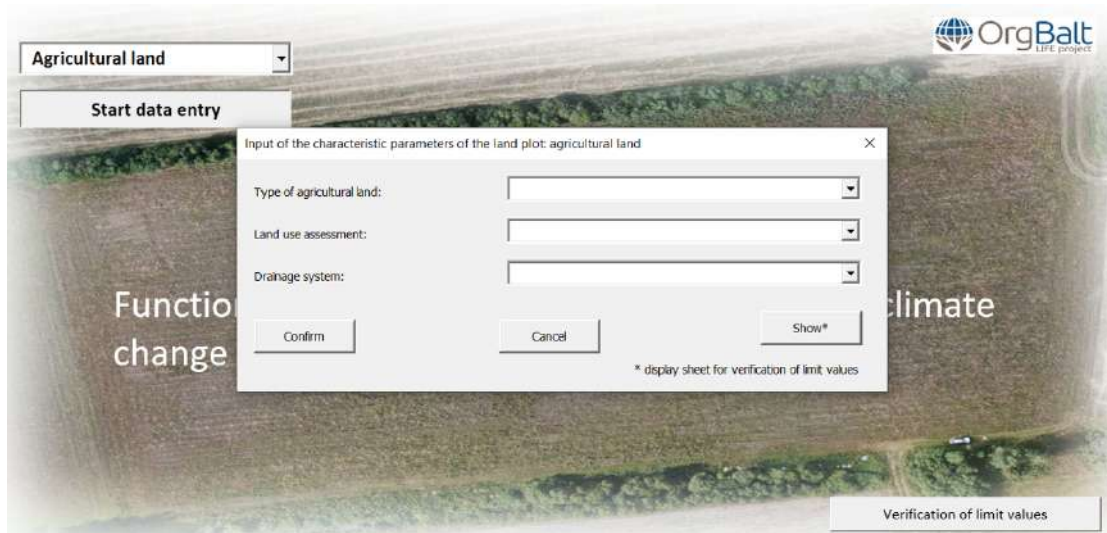 OrgBalt
LIFE project
Agricultural land
Start data entry
Input of the characteristic parameters of the land plot: agricultural land
Type of agricultural land:
Land use assessment:
Drainage system:
Confirm
Cancel
Show*
* display sheet for verification of limit values
climate
change
Verification of limit values